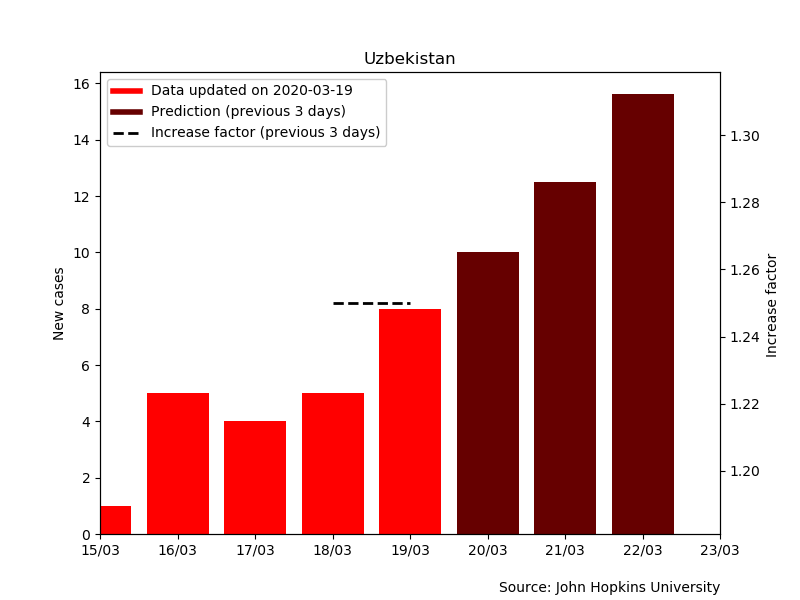 Uzbekistan
Data updated on 2020-03-19
Prediction (previous 3 days)
Increase factor (previous 3 days)
New cases
16
14
12
10
8
6
4
2
0
1.30
1.28
1.26
1.24
1.22
1.20
Increase factor
15/03 16/03 17/03 18/03 19/03 20/03 21/03 22/03 23/03
Source: John Hopkins University